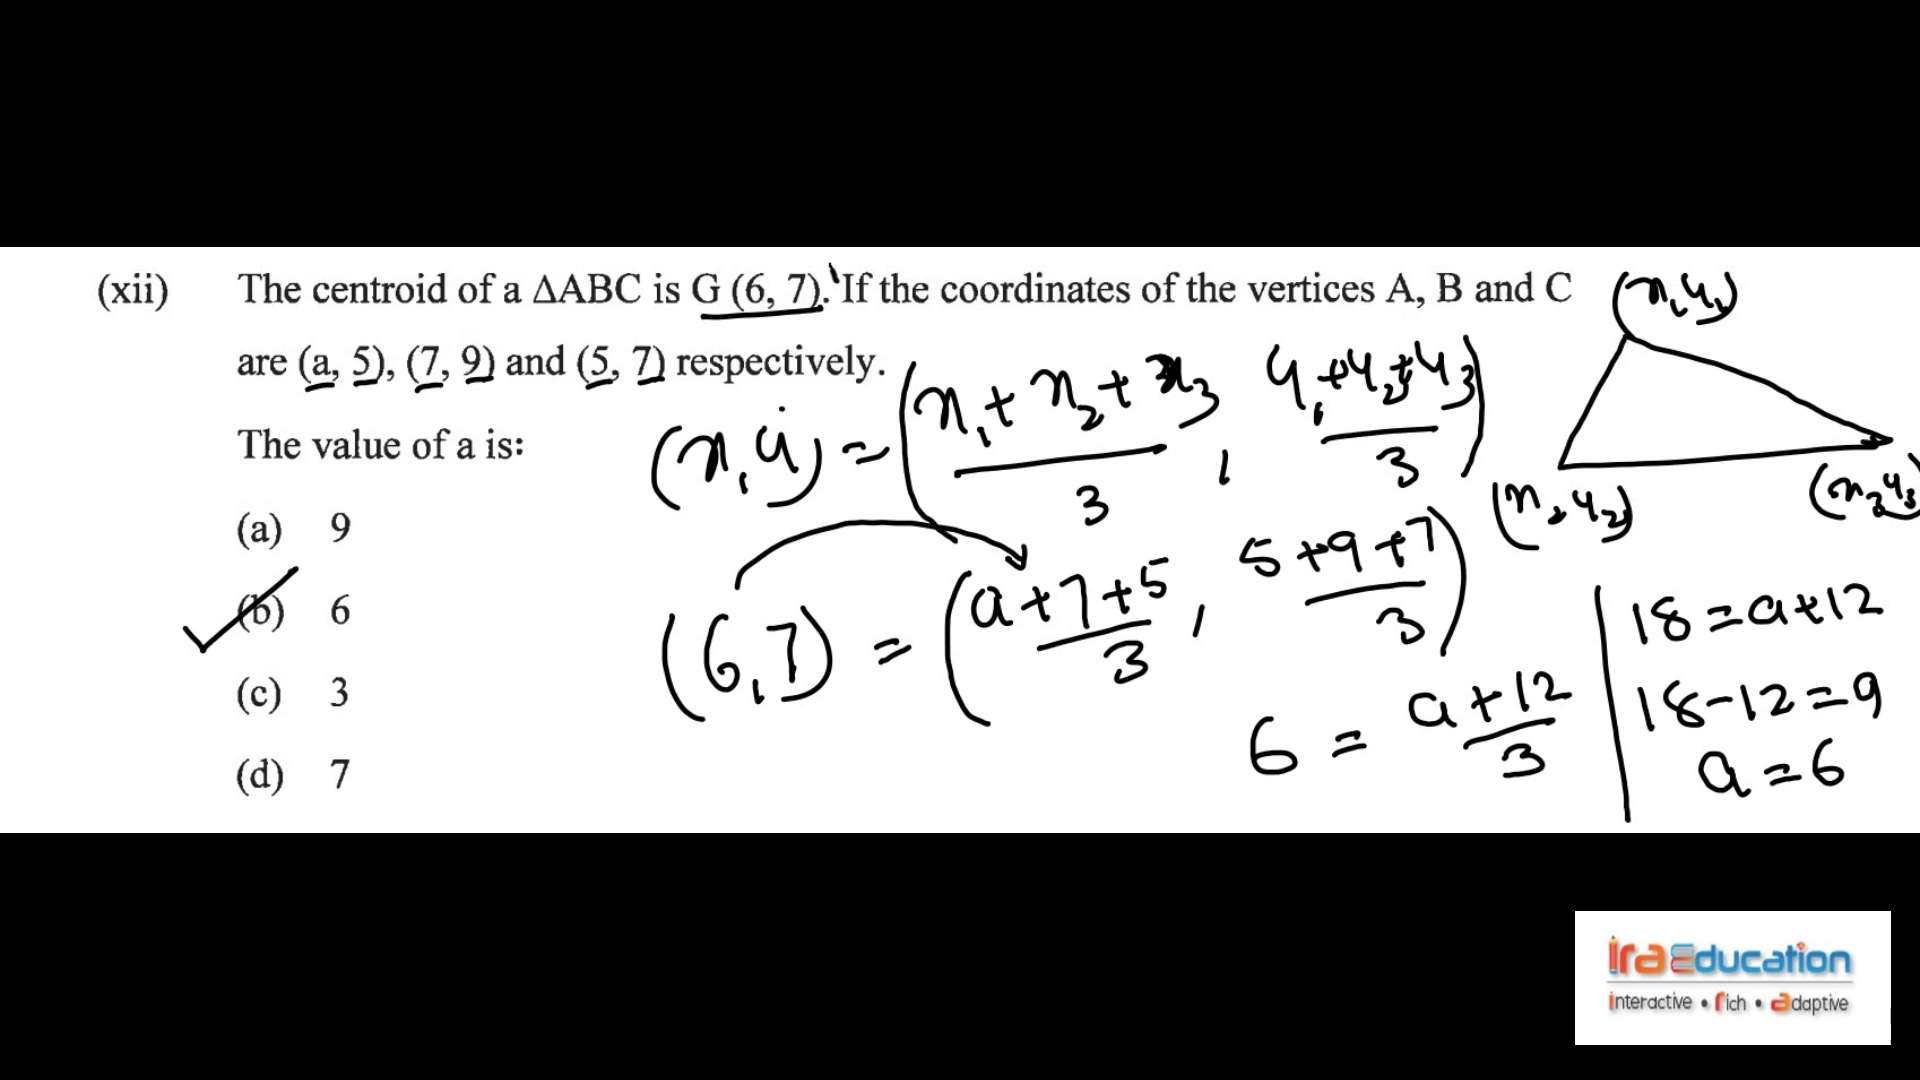 (xii) The centroid of a ΔABC is G (6, 7). If the coordinates of the vertices A, B and C
are (a, 5), (7, 9) and (5, 7) respectively.
The value of a is:
(a) 9
(b) 6
(c) 3
(d) 7
(x, y) = (x₁ + x₂ + x₃ / 3 , y₁ + y₂ + y₃ / 3)
(6, 7) = (a + 7 + 5 / 3 , 5 + 9 + 7 / 3)
6 = a + 12 / 3
(x₁ y₁)
(x₂ y₂)
(x₃ y₃)
18 = a + 12
18 - 12 = 9
a = 6
ira Education
interactive • rich • adaptive